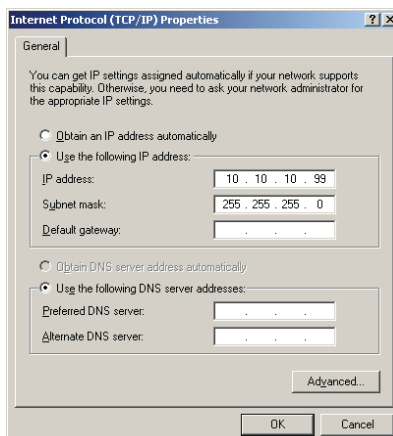 Internet Protocol (TCP/IP) Properties
General
You can get IP settings assigned automatically if your network supports
this capability. Otherwise, you need to ask your network administrator for
the appropriate IP settings.
Obtain an IP address automatically
Use the following IP address:
IP address: 10 . 10 . 10 . 99
Subnet mask: 255 . 255 . 255 . 0
Default gateway: . . .
Obtain DNS server address automatically
Use the following DNS server addresses:
Preferred DNS server: . . .
Alternate DNS server: . . .
Advanced...
OK Cancel